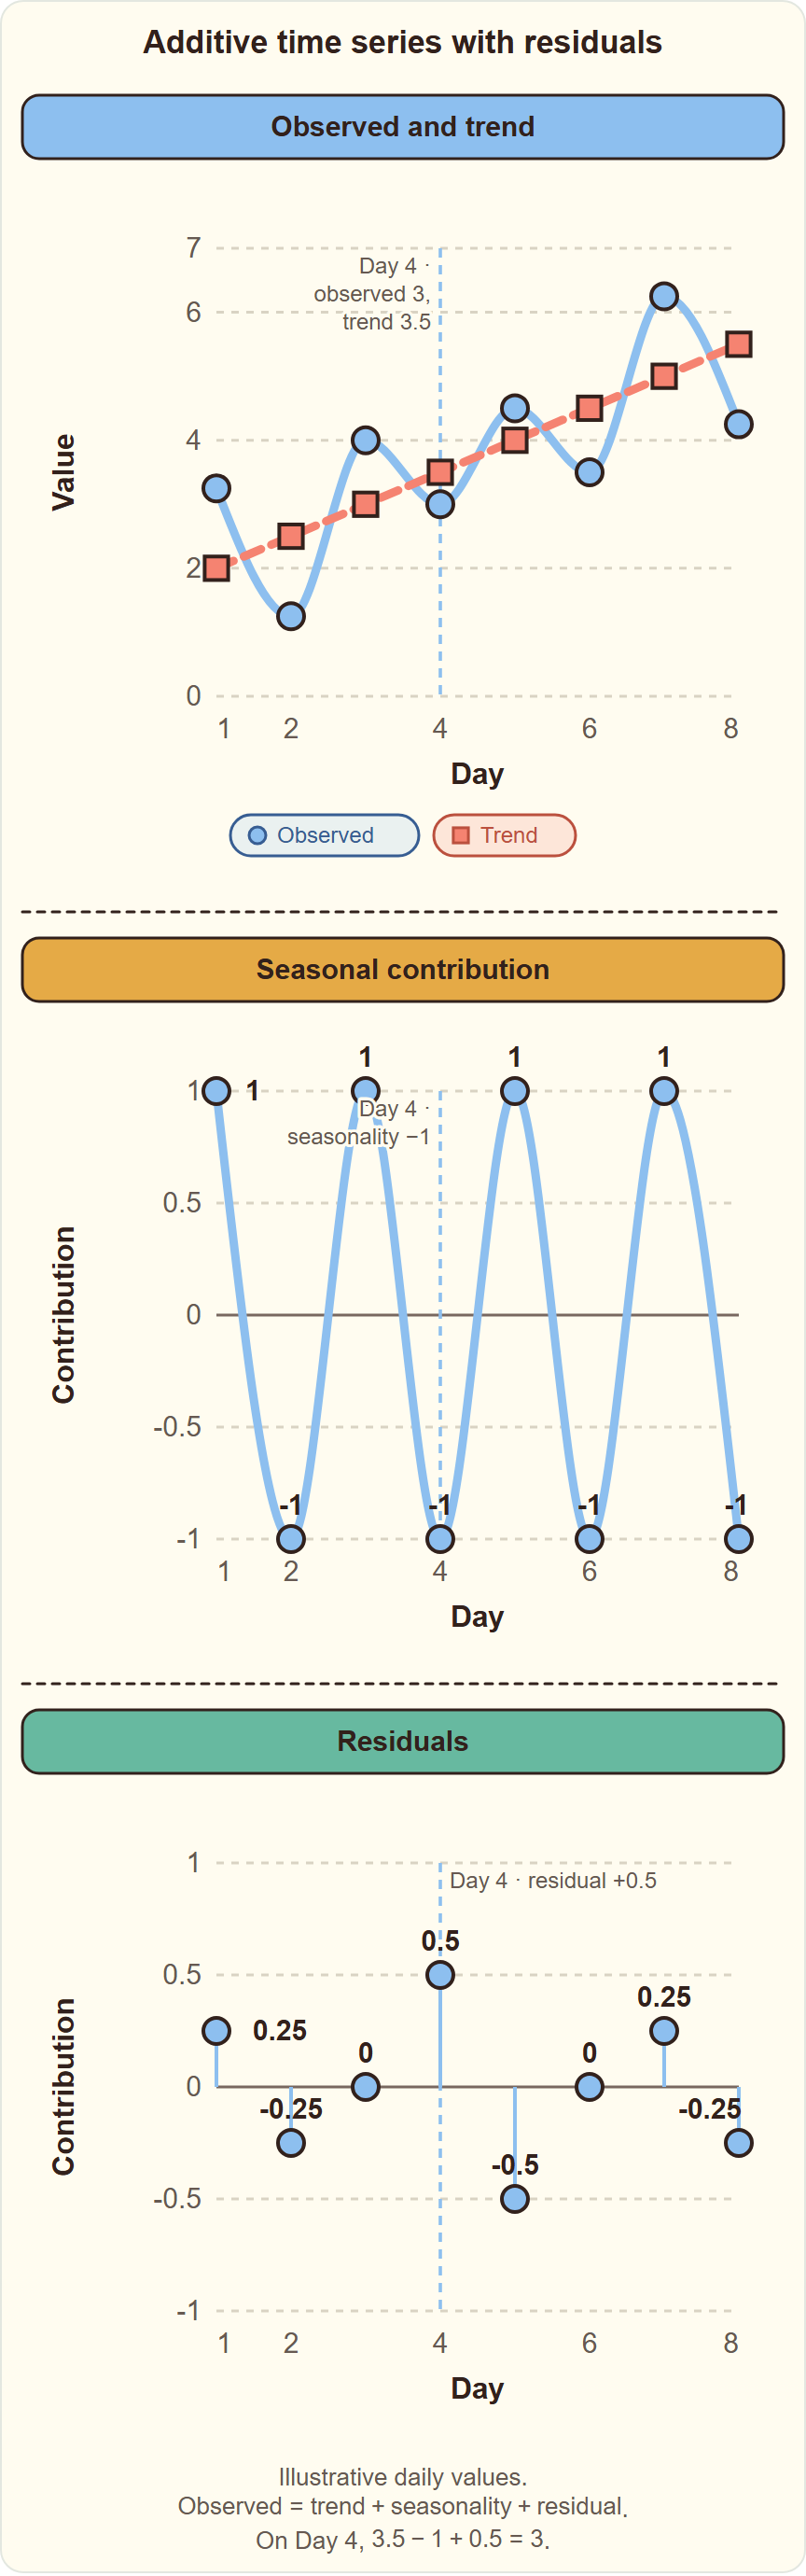 Additive time series with residuals
Observed and trend
7
6
4
2
0
Value
Day 4 ·
observed 3,
trend 3.5
1 2 4 6 8
Day
Observed Trend
Seasonal contribution
1
0.5
0
-0.5
-1
Contribution
1 1 1 1
Day 4 ·
seasonality −1
-1 -1 -1 -1
1 2 4 6 8
Day
Residuals
1
0.5
0
-0.5
-1
Contribution
Day 4 · residual +0.5
0.25 -0.25 0 0.5 -0.5 0 0.25 -0.25
1 2 4 6 8
Day
Illustrative daily values.
Observed = trend + seasonality + residual.
On Day 4, 3.5 − 1 + 0.5 = 3.